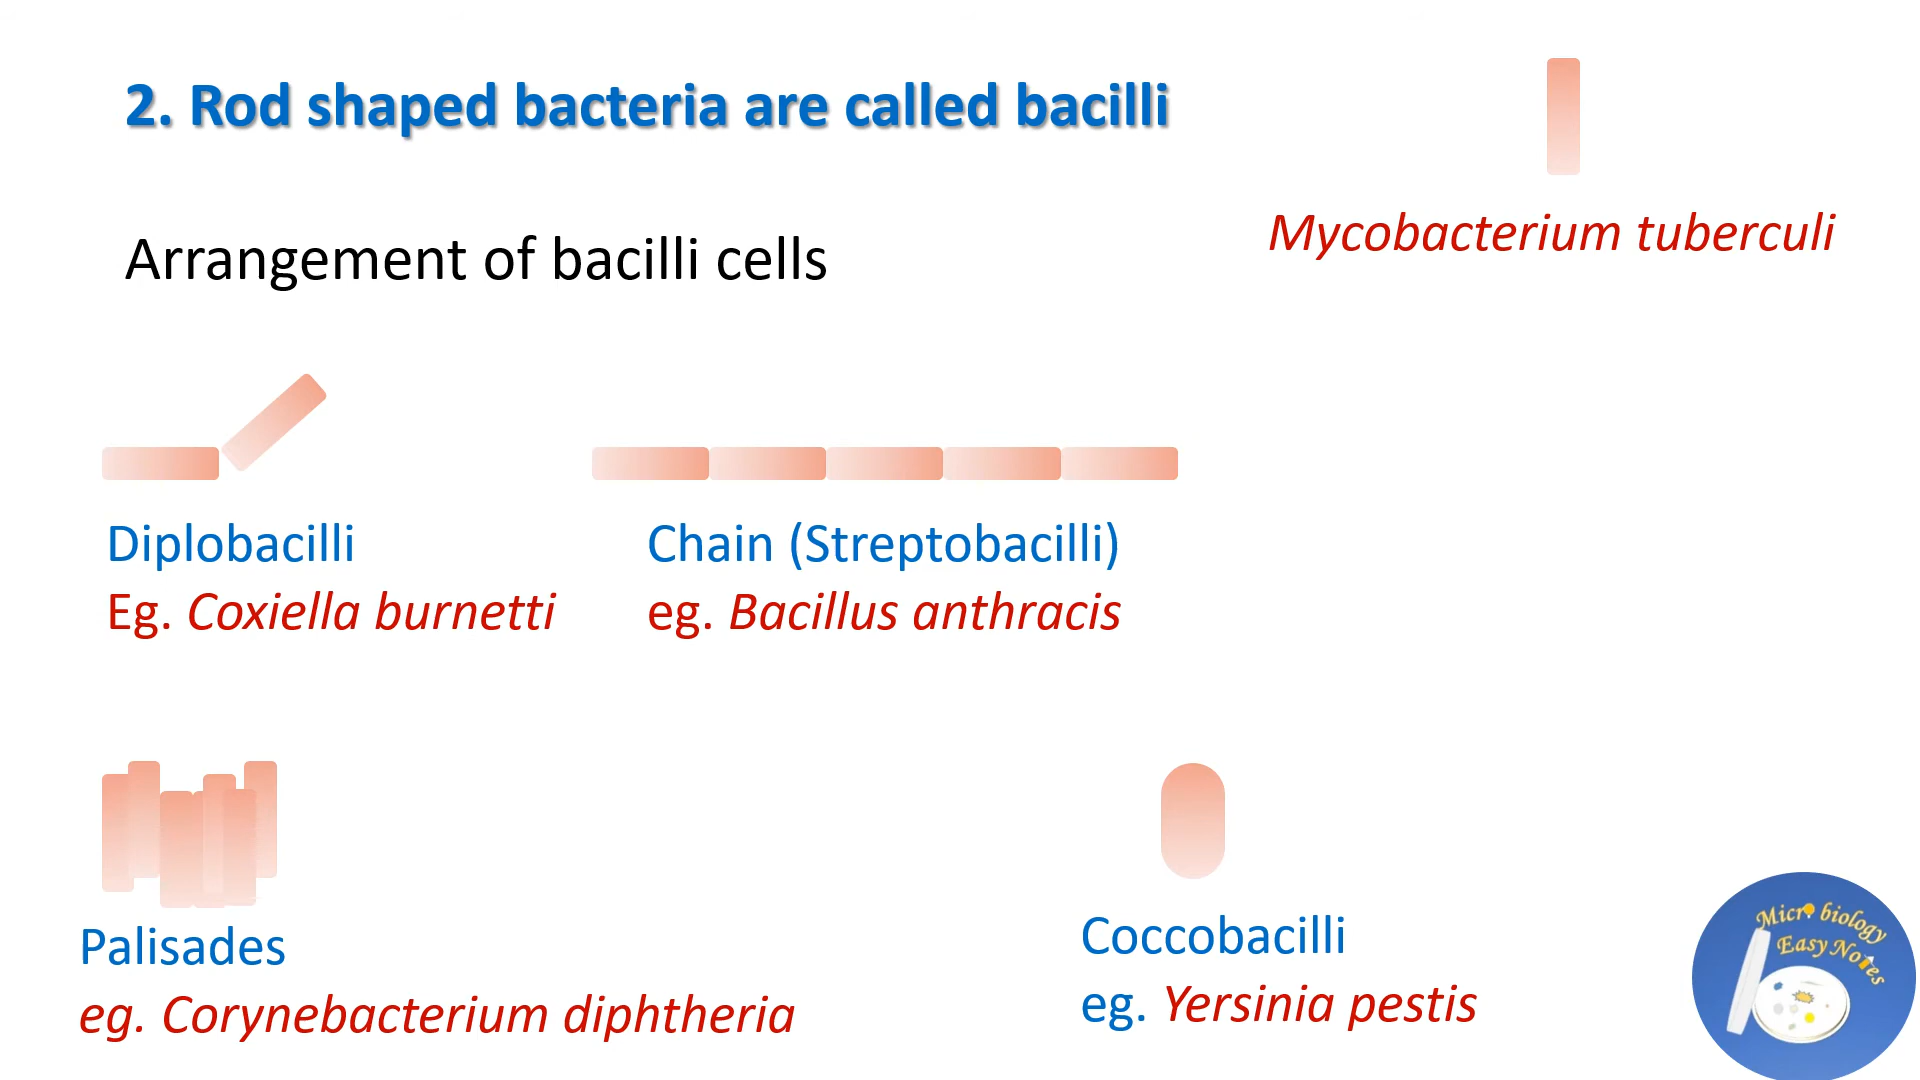 2. Rod shaped bacteria are called bacilli
Mycobacterium tuberculi
Arrangement of bacilli cells
Diplobacilli
Eg. Coxiella burnetti
Chain (Streptobacilli)
eg. Bacillus anthracis
Palisades
eg. Corynebacterium diphtheria
Coccobacilli
eg. Yersinia pestis
Micro biology
Easy Notes